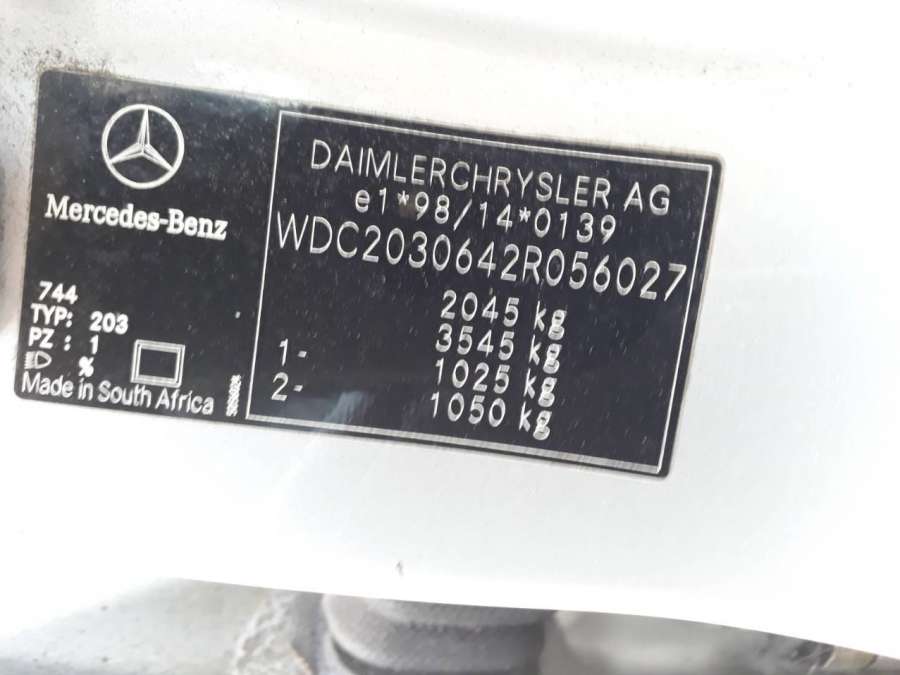 Mercedes-Benz
744
TYP: 203
PZ : 1
%
Made in South Africa
DAIMLERCHRYSLER AG
e1*98/14*0139
WDC2030642R056027
2045 kg
3545 kg
1- 1025 kg
2- 1050 kg